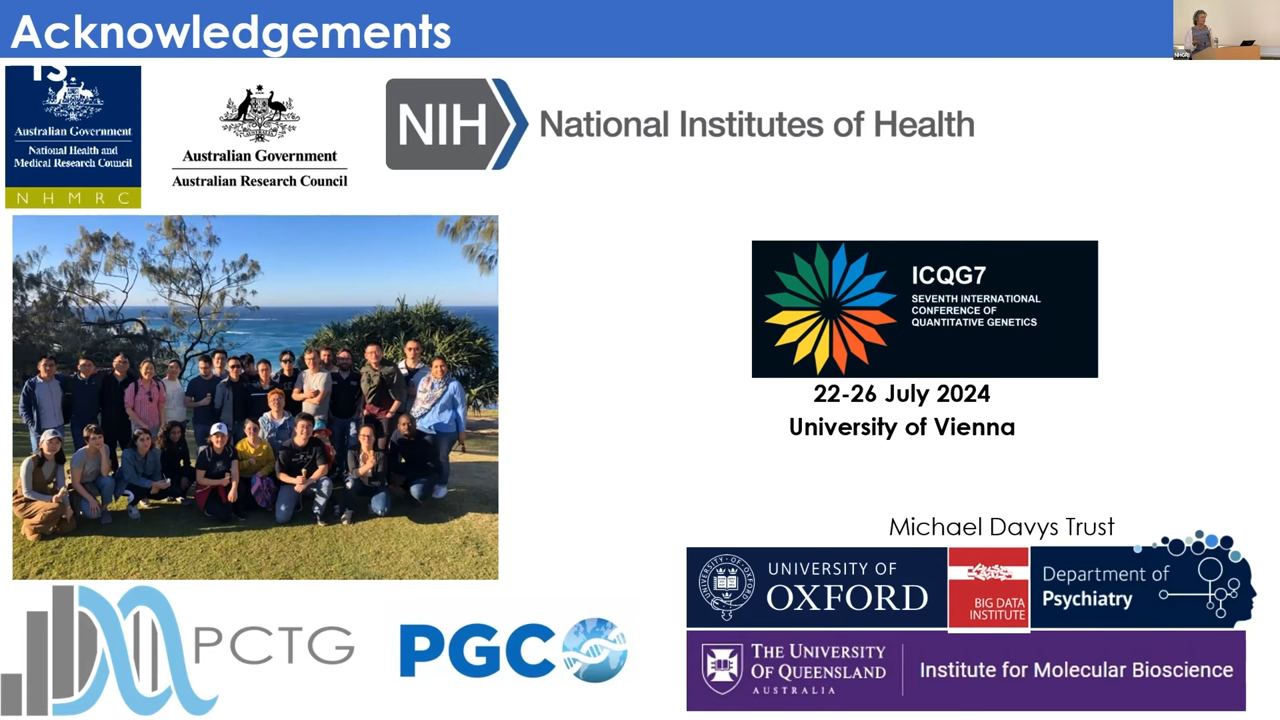 Acknowledgements
rs
Australian Government
National Health and
Medical Research Council
NHMRC
Australian Government
Australian Research Council
NIH National Institutes of Health
ICQG7
SEVENTH INTERNATIONAL
CONFERENCE OF
QUANTITATIVE GENETICS
22-26 July 2024
University of Vienna
Michael Davys Trust
UNIVERSITY OF
OXFORD
BIG DATA
INSTITUTE
Department of
Psychiatry
THE UNIVERSITY
OF QUEENSLAND
AUSTRALIA
Institute for Molecular Bioscience
PCTG
PGC